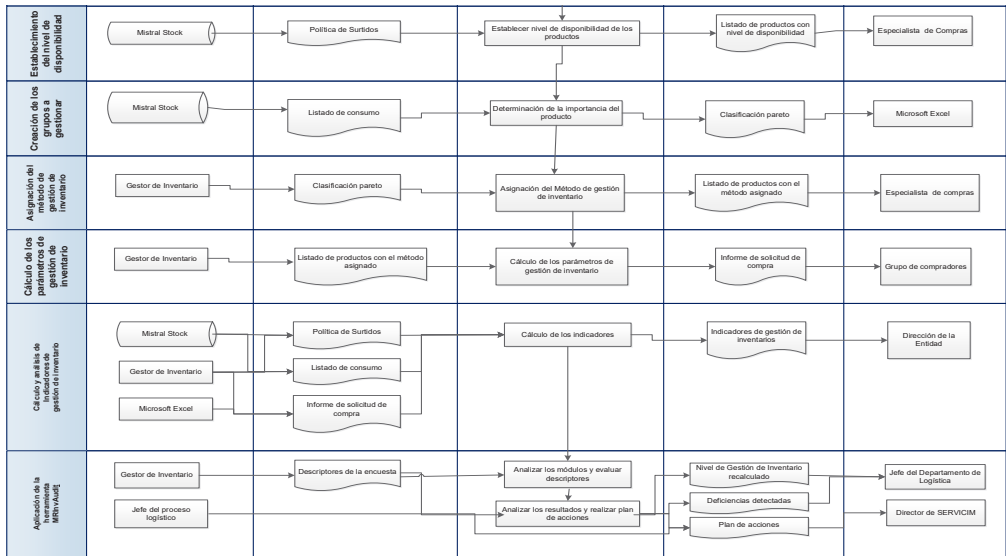 Establecimiento
del nivel de
disponibilidad
Mistral Stock
Política de Surtidos
Establecer nivel de disponibilidad de los
productos
Listado de productos con
nivel de disponibilidad
Especialista de Compras
Creación de los
grupos a
gestionar
Mistral Stock
Listado de consumo
Determinación de la importancia del
producto
Clasificación pareto
Microsoft Excel
Asignación del
método de
gestión de
inventario
Gestor de Inventario
Clasificación pareto
Asignación del Método de gestión
de inventario
Listado de productos con el
método asignado
Especialista de compras
Cálculo de los
parámetros de
gestión de
inventario
Gestor de Inventario
Listado de productos con el método
asignado
Cálculo de los parámetros de
gestión de inventario
Informe de solicitud de
compra
Grupo de compradores
Cálculo y análisis de
Indicadores de
gestión de inventario
Mistral Stock
Gestor de Inventario
Microsoft Excel
Política de Surtidos
Listado de consumo
Informe de solicitud de
compra
Cálculo de los indicadores
Indicadores de gestión de
inventarios
Dirección de la
Entidad
Aplicación de la
herramienta
MRInvAudit
Gestor de Inventario
Jefe del proceso
logístico
Descriptores de la encuesta
Analizar los módulos y evaluar
descriptores
Analizar los resultados y realizar plan
de acciones
Nivel de Gestión de Inventario
recalculado
Deficiencias detectadas
Plan de acciones
Jefe del Departamento de
Logística
Director de SERVICIM